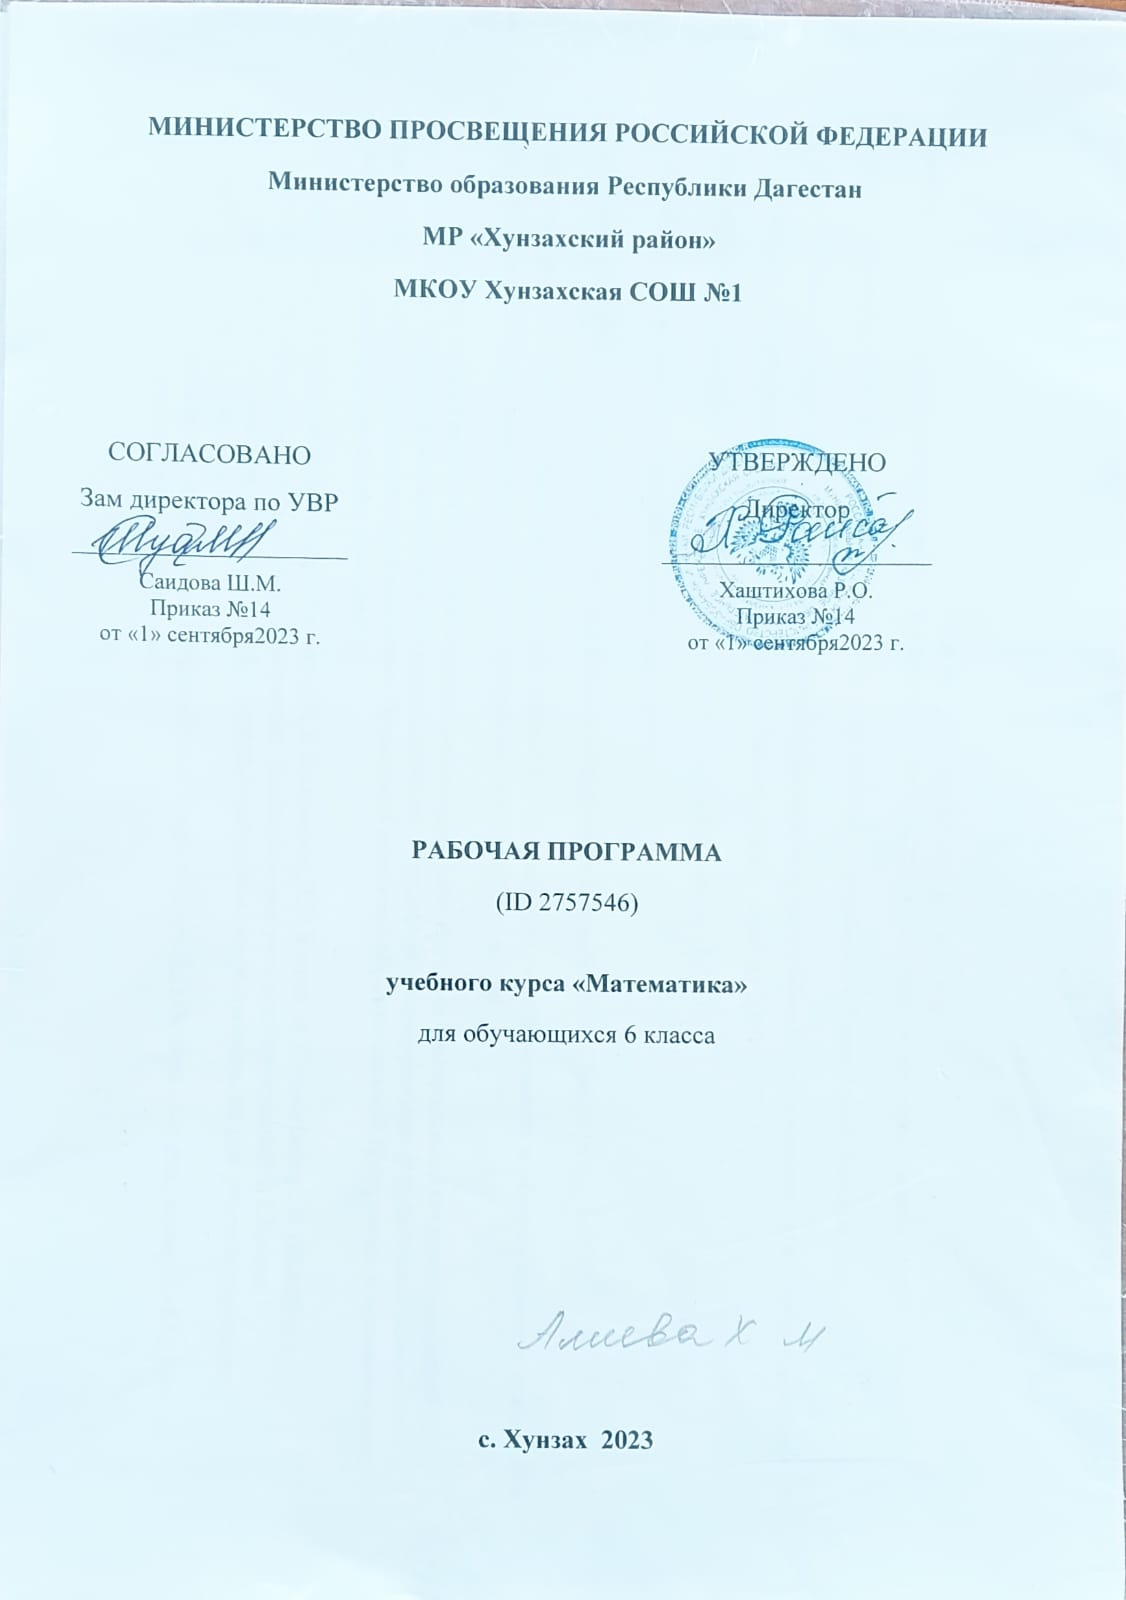 МИНИСТЕРСТВО ПРОСВЕЩЕНИЯ РОССИЙСКОЙ ФЕДЕРАЦИИ
Министерство образования Республики Дагестан
МР «Хунзахский район»
МКОУ Хунзахская СОШ №1
СОГЛАСОВАНО
Зам директора по УВР
Саидова Ш.М.
Приказ №14
от «1» сентября2023 г.
УТВЕРЖДЕНО
Директор
Хаштихова Р.О.
Приказ №14
от «1» сентября2023 г.
РАБОЧАЯ ПРОГРАММА
(ID 2757546)
учебного курса «Математика»
для обучающихся 6 класса
Алиева Х М
с. Хунзах 2023